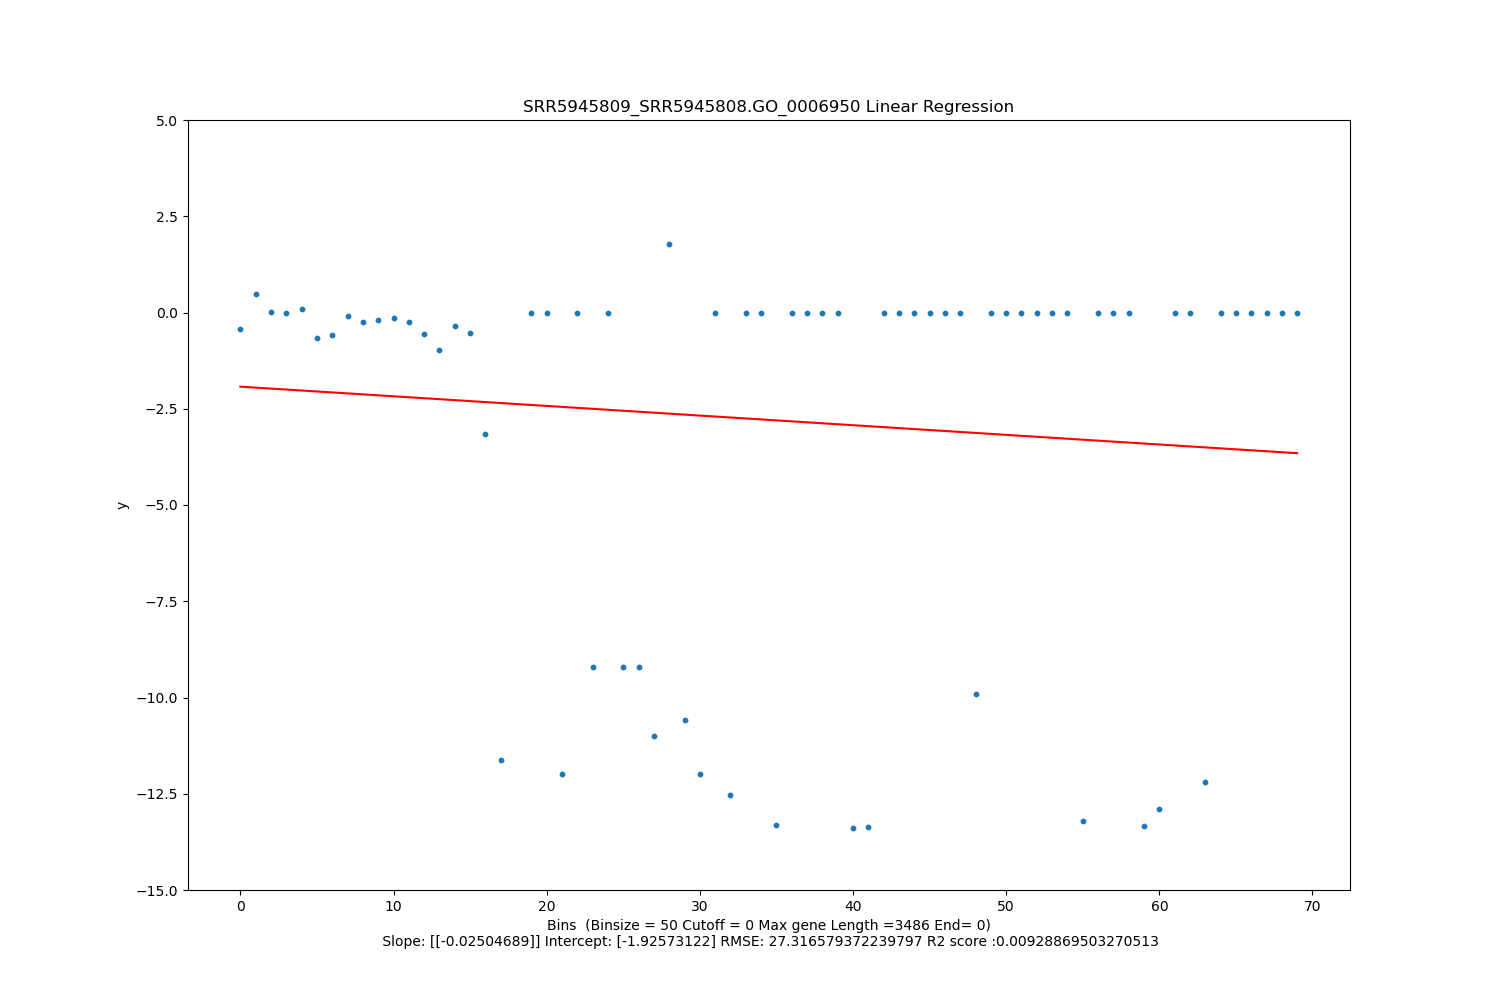 SRR5945809_SRR5945808.GO_0006950 Linear Regression
5.0
2.5
0.0
−2.5
−5.0
−7.5
−10.0
−12.5
−15.0
y
0 10 20 30 40 50 60 70
Bins  (Binsize = 50 Cutoff = 0 Max gene Length =3486 End= 0)
Slope: [[-0.02504689]] Intercept: [-1.92573122] RMSE: 27.316579372239797 R2 score :0.00928869503270513